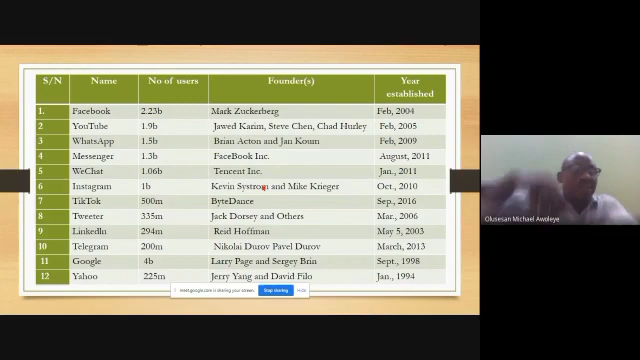 S/N Name No of users Founder(s) Year established
1. Facebook 2.23b Mark Zuckerberg Feb, 2004
2 YouTube 1.9b Jawed Karim, Steve Chen, Chad Hurley Feb, 2005
3 WhatsApp 1.5b Brian Acton and Jan Koum Feb, 2009
4 Messenger 1.3b FaceBook Inc. August, 2011
5 WeChat 1.06b Tencent Inc. Jan., 2011
6 Instagram 1b Kevin Systrom and Mike Krieger Oct., 2010
7 TikTok 500m ByteDance Sep., 2016
8 Tweeter 335m Jack Dorsey and Others Mar., 2006
9 LinkedIn 294m Reid Hoffman May 5, 2003
10 Telegram 200m Nikolai Durov Pavel Durov March, 2013
11 Google 4b Larry Page and Sergey Brin Sept., 1998
12 Yahoo 225m Jerry Yang and David Filo Jan., 1994
meet.google.com is sharing your screen. Stop sharing Hide
Olusesan Michael Awoleye